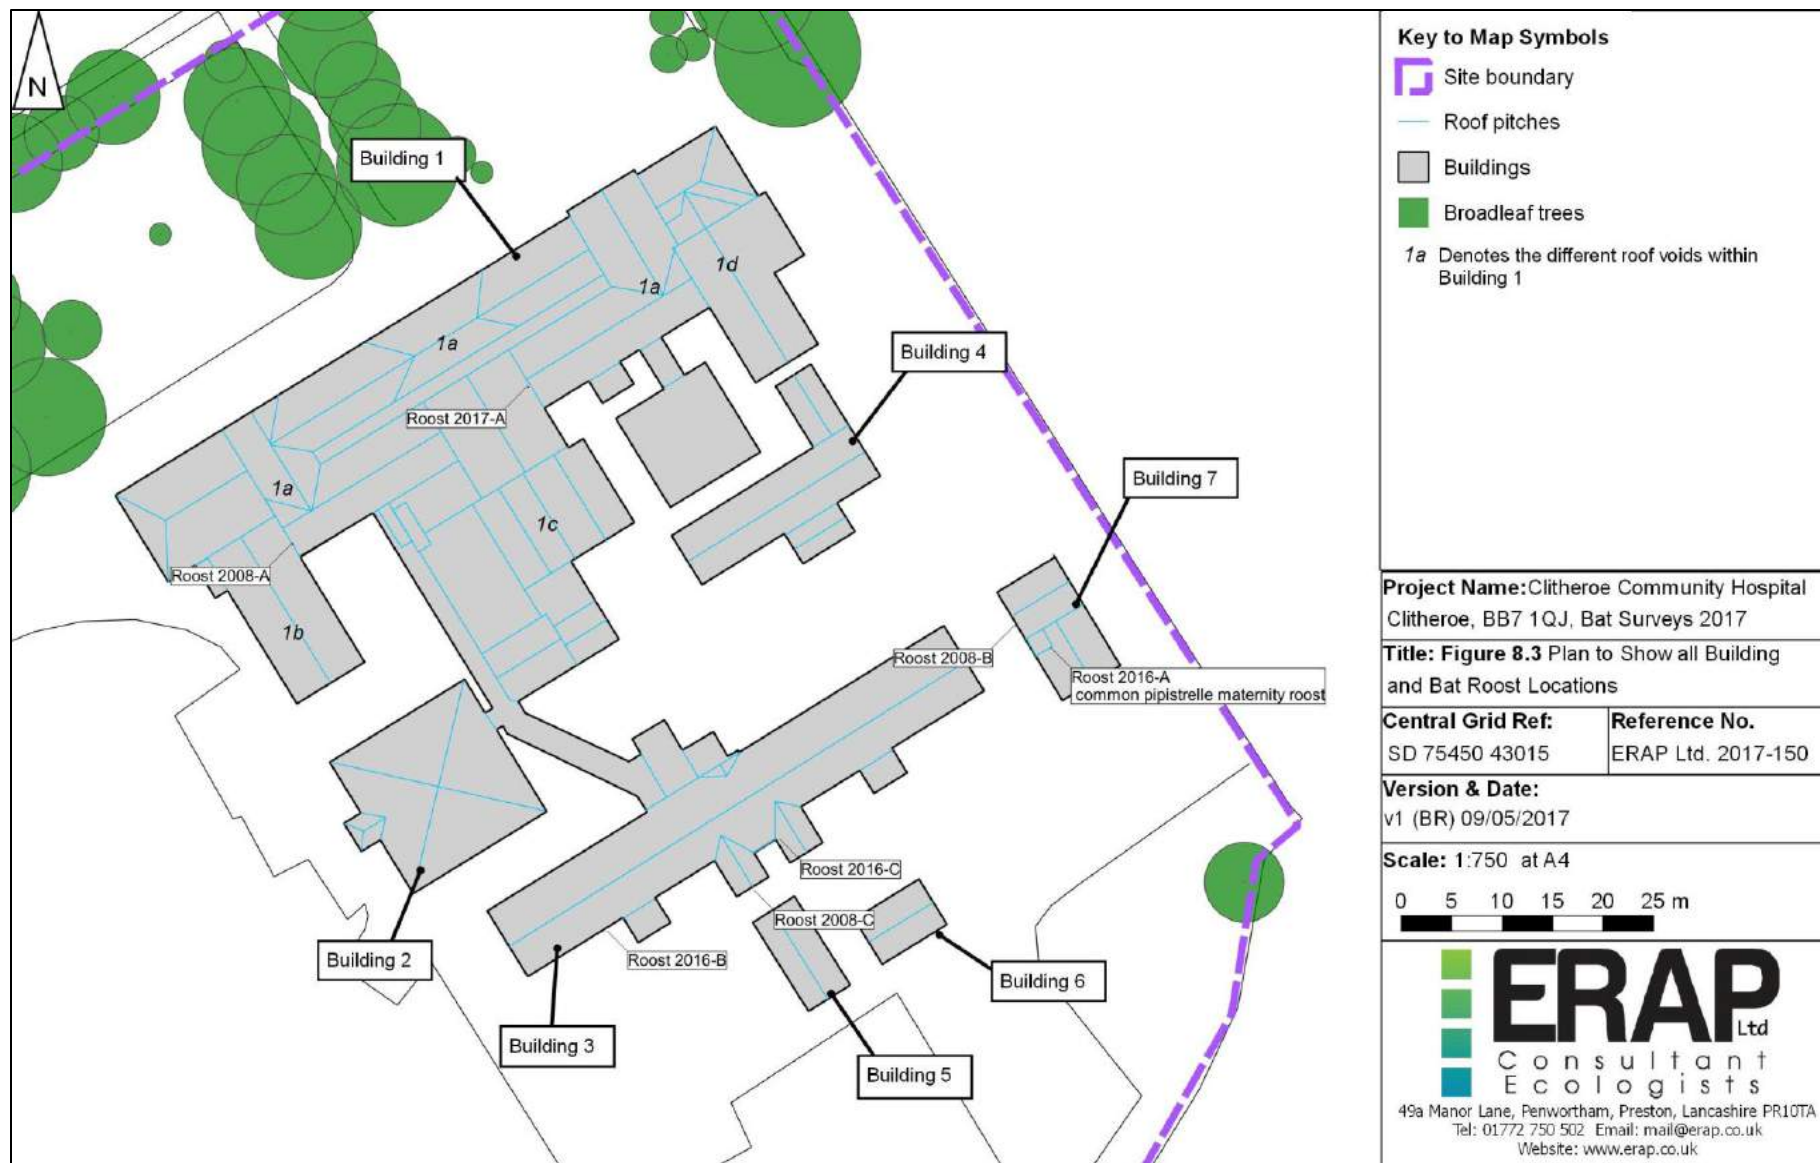 N
Building 1
1a
1d
1a
Building 4
Roost 2017-A
Building 7
1a
1c
Roost 2008-A
1b
Roost 2008-B
Roost 2016-A
common pipistrelle maternity roost
Roost 2016-C
Roost 2008-C
Roost 2016-B
Building 2
Building 6
Building 3
Building 5
Key to Map Symbols
Site boundary
Roof pitches
Buildings
Broadleaf trees
1a Denotes the different roof voids within
Building 1
Project Name:Clitheroe Community Hospital
Clitheroe, BB7 1QJ, Bat Surveys 2017
Title: Figure 8.3 Plan to Show all Building
and Bat Roost Locations
Central Grid Ref:
SD 75450 43015
Reference No.
ERAP Ltd. 2017-150
Version & Date:
v1 (BR) 09/05/2017
Scale: 1:750 at A4
0 5 10 15 20 25 m
ERAP Ltd
Consultant
Ecologists
49a Manor Lane, Penwortham, Preston, Lancashire PR10TA
Tel: 01772 750 502 Email: mail@erap.co.uk
Website: www.erap.co.uk